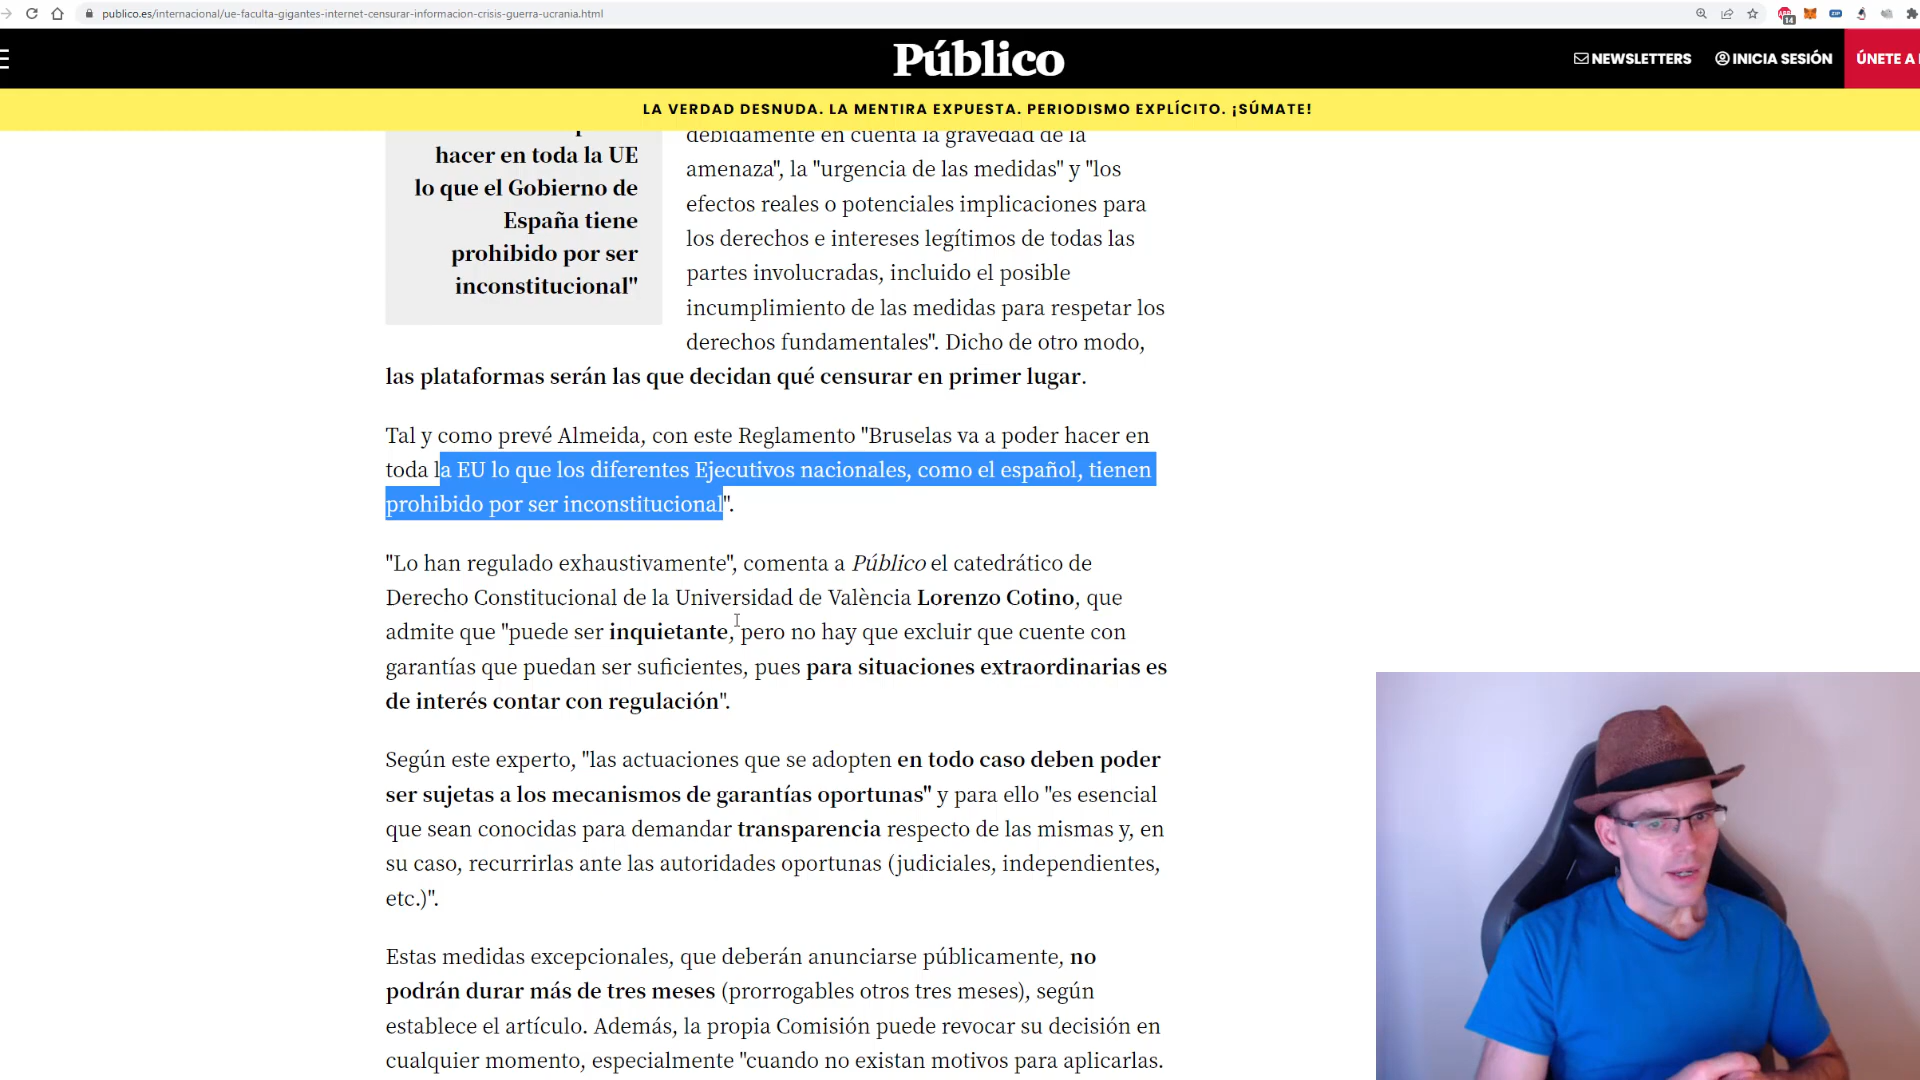 publico.es/internacional/ue-faculta-gigantes-internet-censurar-informacion-crisis-guerra-ucrania.html
14
Público
NEWSLETTERS
INICIA SESIÓN
ÚNETE A
LA VERDAD DESNUDA. LA MENTIRA EXPUESTA. PERIODISMO EXPLÍCITO. ¡SÚMATE!
hacer en toda la UE
lo que el Gobierno de
España tiene
prohibido por ser
inconstitucional"
debidamente en cuenta la gravedad de la
amenaza", la "urgencia de las medidas" y "los
efectos reales o potenciales implicaciones para
los derechos e intereses legítimos de todas las
partes involucradas, incluido el posible
incumplimiento de las medidas para respetar los
derechos fundamentales". Dicho de otro modo,
las plataformas serán las que decidan qué censurar en primer lugar.
Tal y como prevé Almeida, con este Reglamento "Bruselas va a poder hacer en
toda la EU lo que los diferentes Ejecutivos nacionales, como el español, tienen
prohibido por ser inconstitucional".
"Lo han regulado exhaustivamente", comenta a Público el catedrático de
Derecho Constitucional de la Universidad de València Lorenzo Cotino, que
admite que "puede ser inquietante, pero no hay que excluir que cuente con
garantías que puedan ser suficientes, pues para situaciones extraordinarias es
de interés contar con regulación".
Según este experto, "las actuaciones que se adopten en todo caso deben poder
ser sujetas a los mecanismos de garantías oportunas" y para ello "es esencial
que sean conocidas para demandar transparencia respecto de las mismas y, en
su caso, recurrirlas ante las autoridades oportunas (judiciales, independientes,
etc.)".
Estas medidas excepcionales, que deberán anunciarse públicamente, no
podrán durar más de tres meses (prorrogables otros tres meses), según
establece el artículo. Además, la propia Comisión puede revocar su decisión en
cualquier momento, especialmente "cuando no existan motivos para aplicarlas.